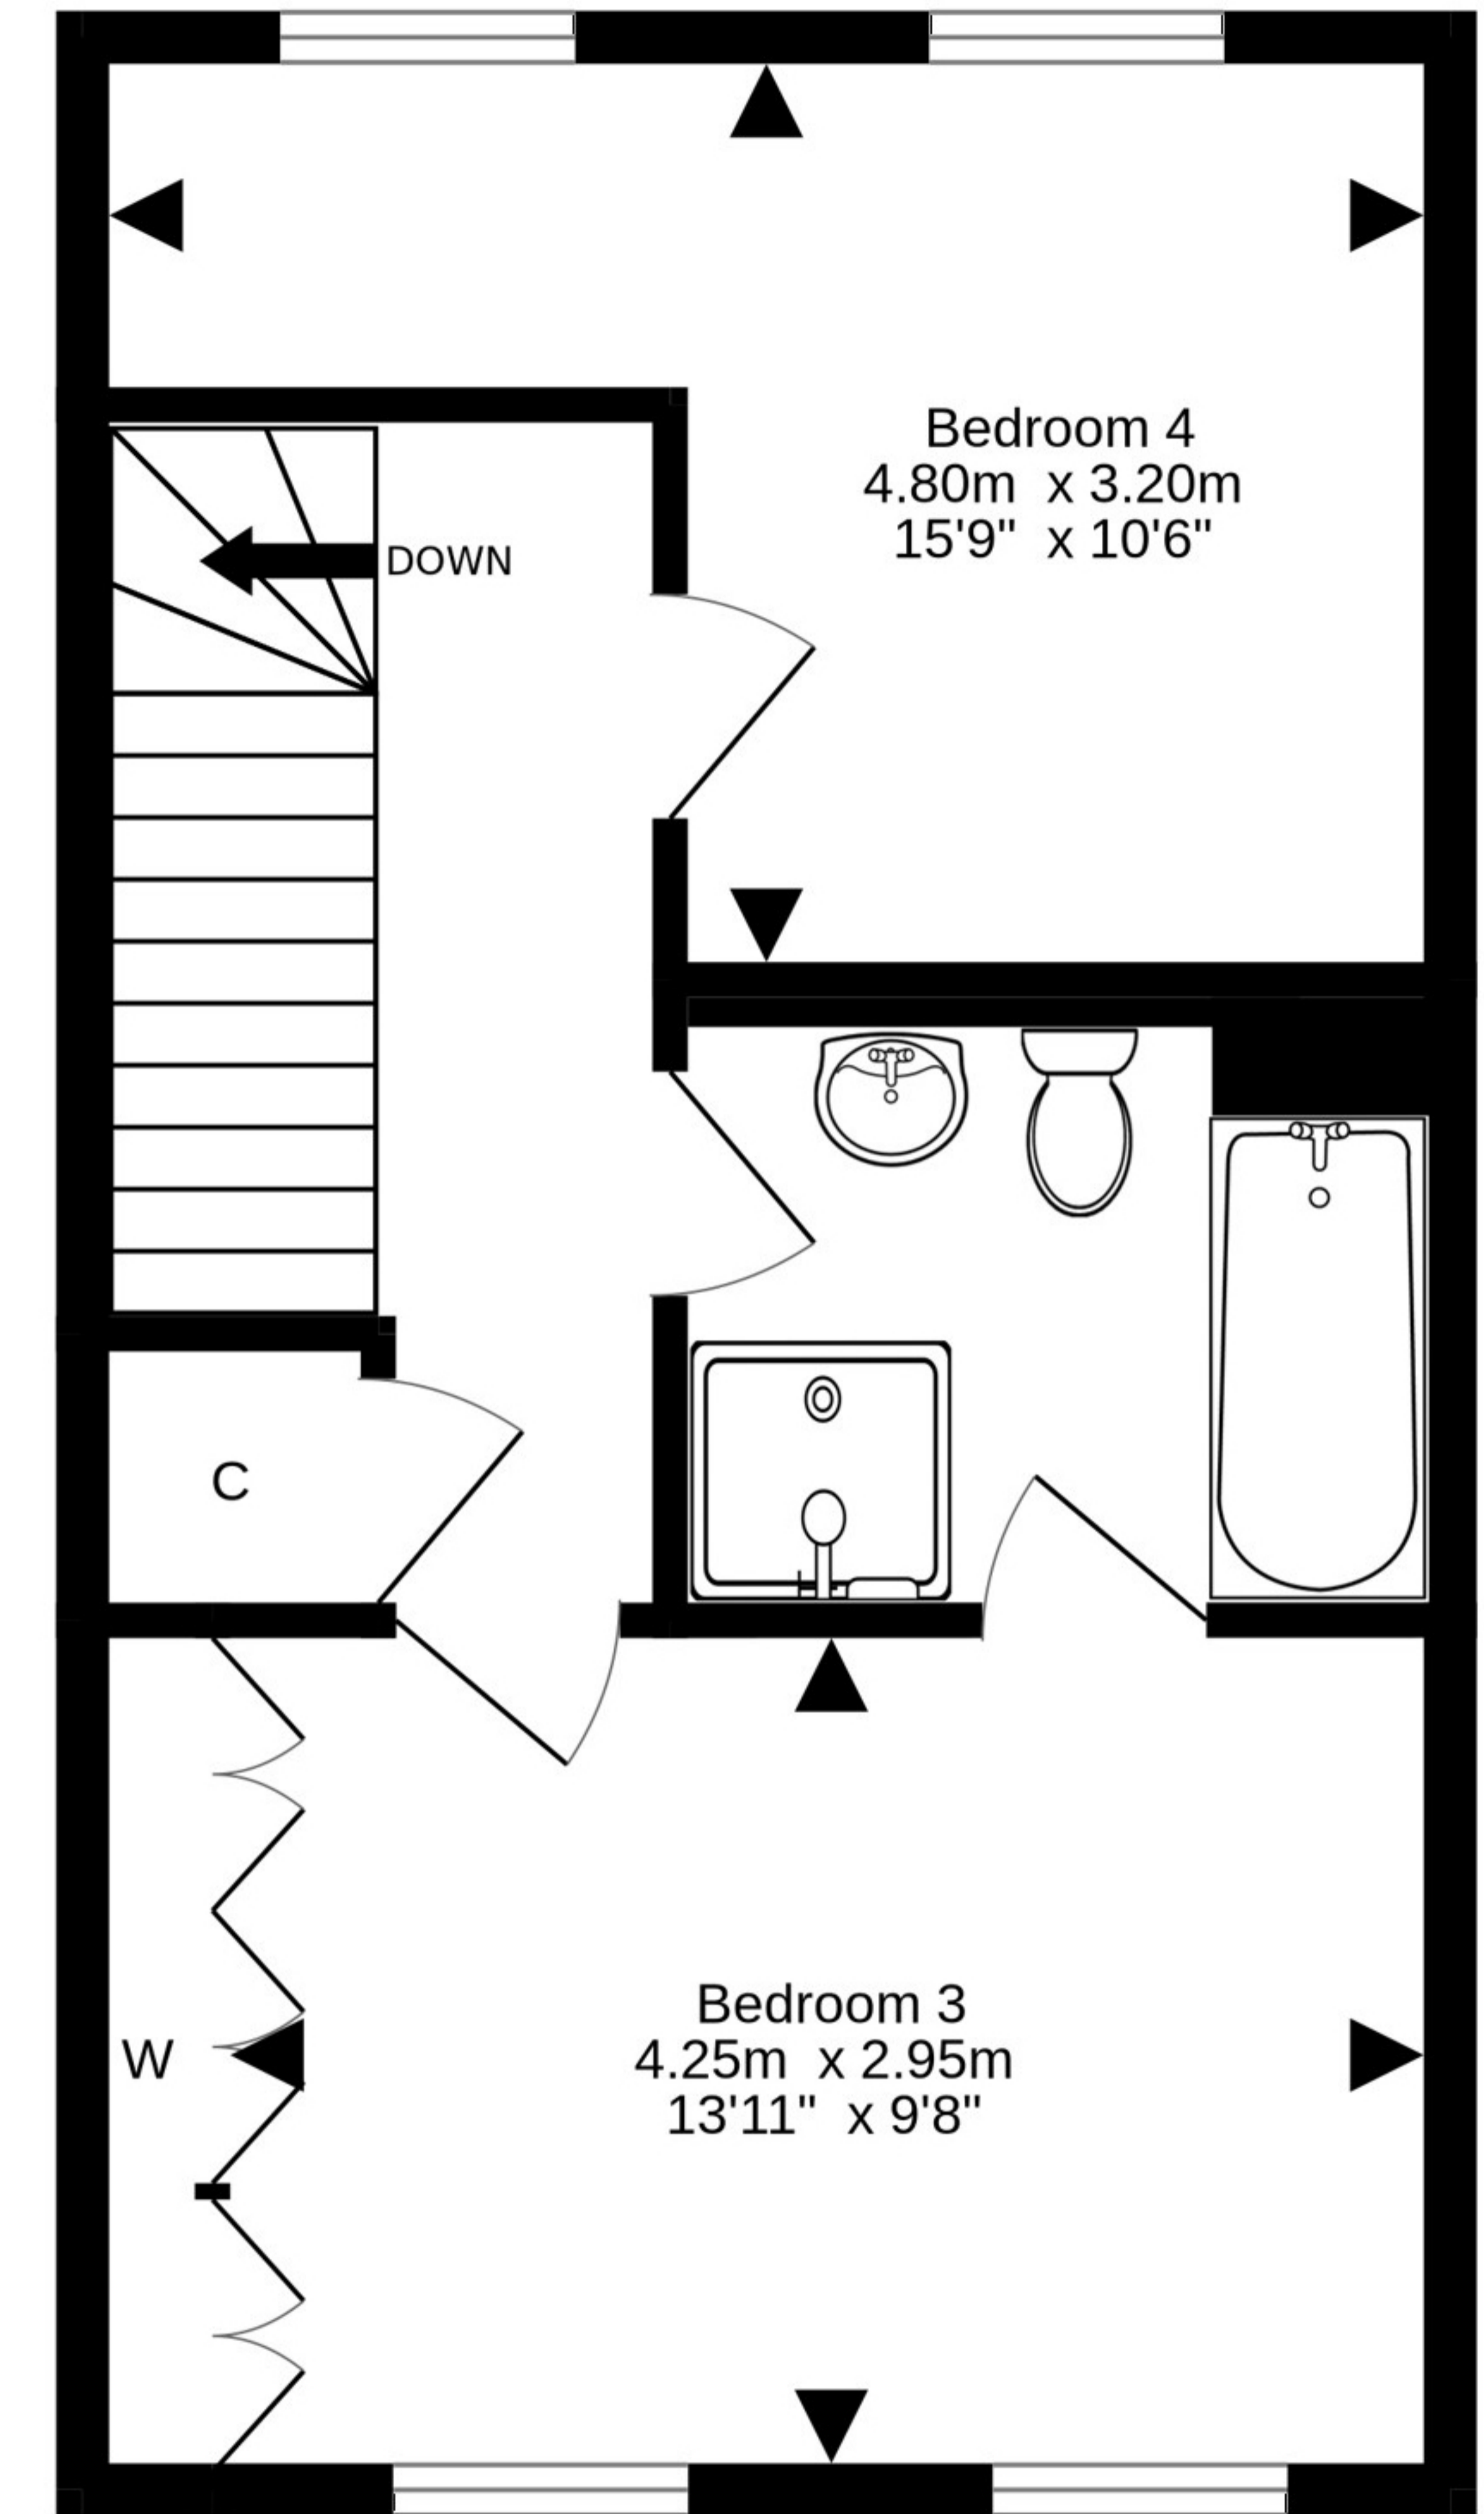 Bedroom 4
4.80m x 3.20m
15'9" x 10'6"
DOWN
C
W
Bedroom 3
4.25m x 2.95m
13'11" x 9'8"